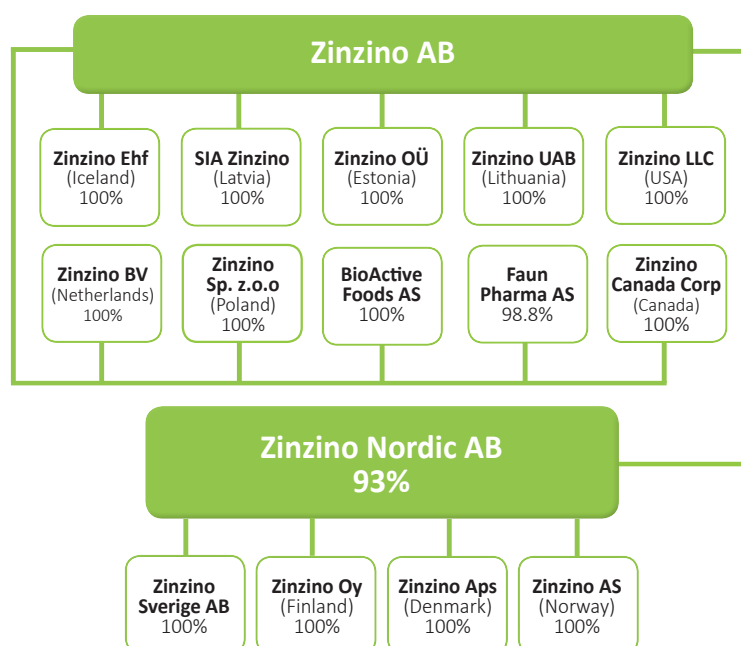 Zinzino AB
Zinzino Ehf
(Iceland)
100%
SIA Zinzino
(Latvia)
100%
Zinzino OÜ
(Estonia)
100%
Zinzino UAB
(Lithuania)
100%
Zinzino LLC
(USA)
100%
Zinzino BV
(Netherlands)
100%
Zinzino
Sp. z.o.o
(Poland)
100%
BioActive
Foods AS
100%
Faun
Pharma AS
98.8%
Zinzino
Canada Corp
(Canada)
100%
Zinzino Nordic AB
93%
Zinzino
Sverige AB
100%
Zinzino Oy
(Finland)
100%
Zinzino Aps
(Denmark)
100%
Zinzino AS
(Norway)
100%